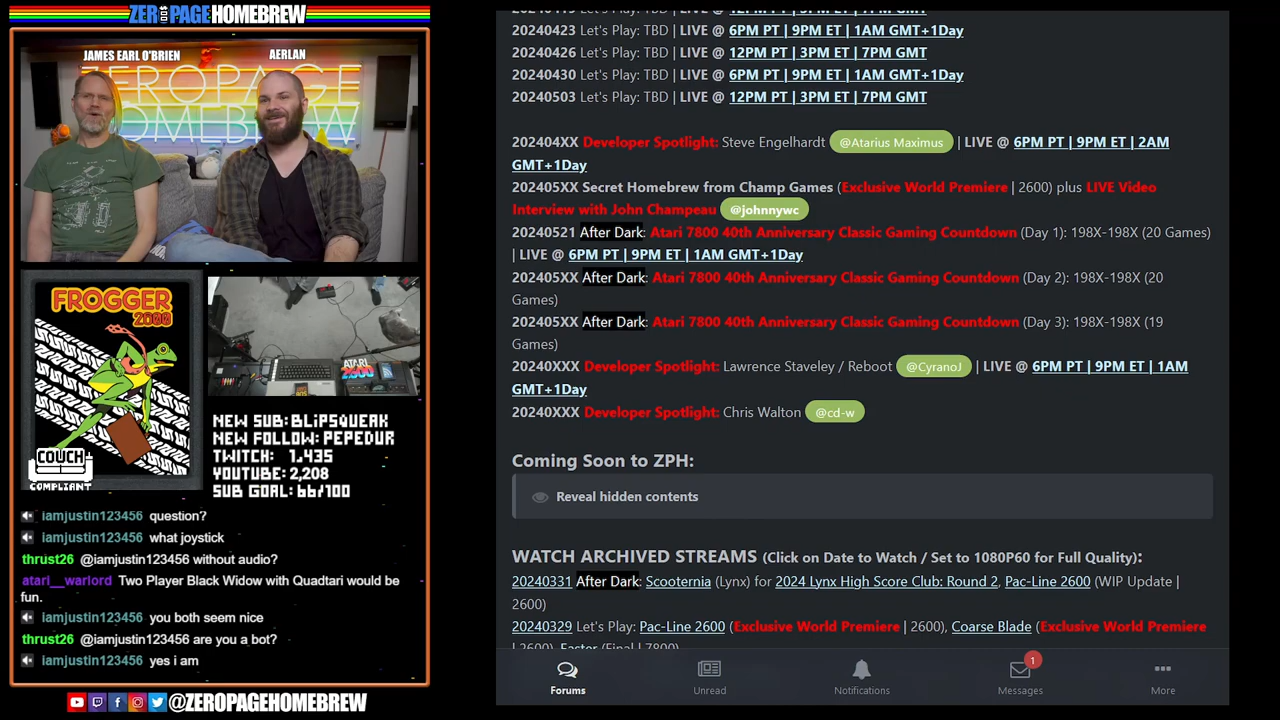 ZEROPAGEHOMEBREW
JAMES EARL O'BRIEN
AERLAN
ZEROPAGE
HOMEBREW
FROGGER
2600
COUCH
COMPLIANT
ATARI
2600
NEW SUB: BLIPSQUEAK
NEW FOLLOW: PEPEDUR
TWITCH: 1,435
YOUTUBE: 2,208
SUB GOAL: 66/100
iamjustin123456 question?
iamjustin123456 what joystick
thrust26 @iamjustin123456 without audio?
atari__warlord Two Player Black Widow with Quadtari would be
fun.
iamjustin123456 you both seem nice
thrust26 @iamjustin123456 are you a bot?
iamjustin123456 yes i am
@ZEROPAGEHOMEBREW
20240423 Let's Play: TBD | LIVE @ 6PM PT | 9PM ET | 1AM GMT+1Day
20240426 Let's Play: TBD | LIVE @ 12PM PT | 3PM ET | 7PM GMT
20240430 Let's Play: TBD | LIVE @ 6PM PT | 9PM ET | 1AM GMT+1Day
20240503 Let's Play: TBD | LIVE @ 12PM PT | 3PM ET | 7PM GMT
202404XX Developer Spotlight: Steve Engelhardt @Atarius Maximus | LIVE @ 6PM PT | 9PM ET | 2AM
GMT+1Day
202405XX Secret Homebrew from Champ Games (Exclusive World Premiere | 2600) plus LIVE Video
Interview with John Champeau @johnnywc
20240521 After Dark: Atari 7800 40th Anniversary Classic Gaming Countdown (Day 1): 198X-198X (20 Games)
| LIVE @ 6PM PT | 9PM ET | 1AM GMT+1Day
202405XX After Dark: Atari 7800 40th Anniversary Classic Gaming Countdown (Day 2): 198X-198X (20
Games)
202405XX After Dark: Atari 7800 40th Anniversary Classic Gaming Countdown (Day 3): 198X-198X (19
Games)
20240XXX Developer Spotlight: Lawrence Staveley / Reboot @CyranoJ | LIVE @ 6PM PT | 9PM ET | 1AM
GMT+1Day
20240XXX Developer Spotlight: Chris Walton @cd-w
Coming Soon to ZPH:
Reveal hidden contents
WATCH ARCHIVED STREAMS (Click on Date to Watch / Set to 1080P60 for Full Quality):
20240331 After Dark: Scooternia (Lynx) for 2024 Lynx High Score Club: Round 2, Pac-Line 2600 (WIP Update |
2600)
20240329 Let's Play: Pac-Line 2600 (Exclusive World Premiere | 2600), Coarse Blade (Exclusive World Premiere
| 2600), Easter (Final | 7800)
1
Forums
Unread
Notifications
Messages
More